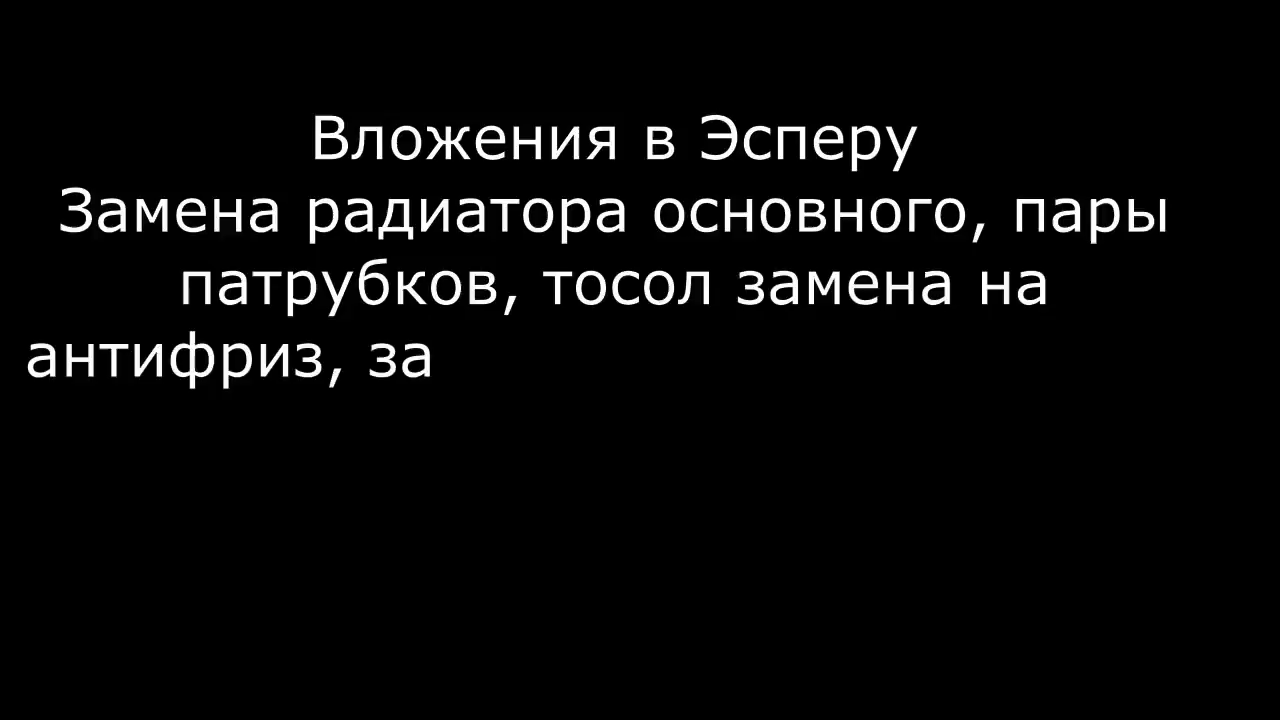 Вложения в Эсперу
Замена радиатора основного, пары
патрубков, тосол замена на
антифриз, за